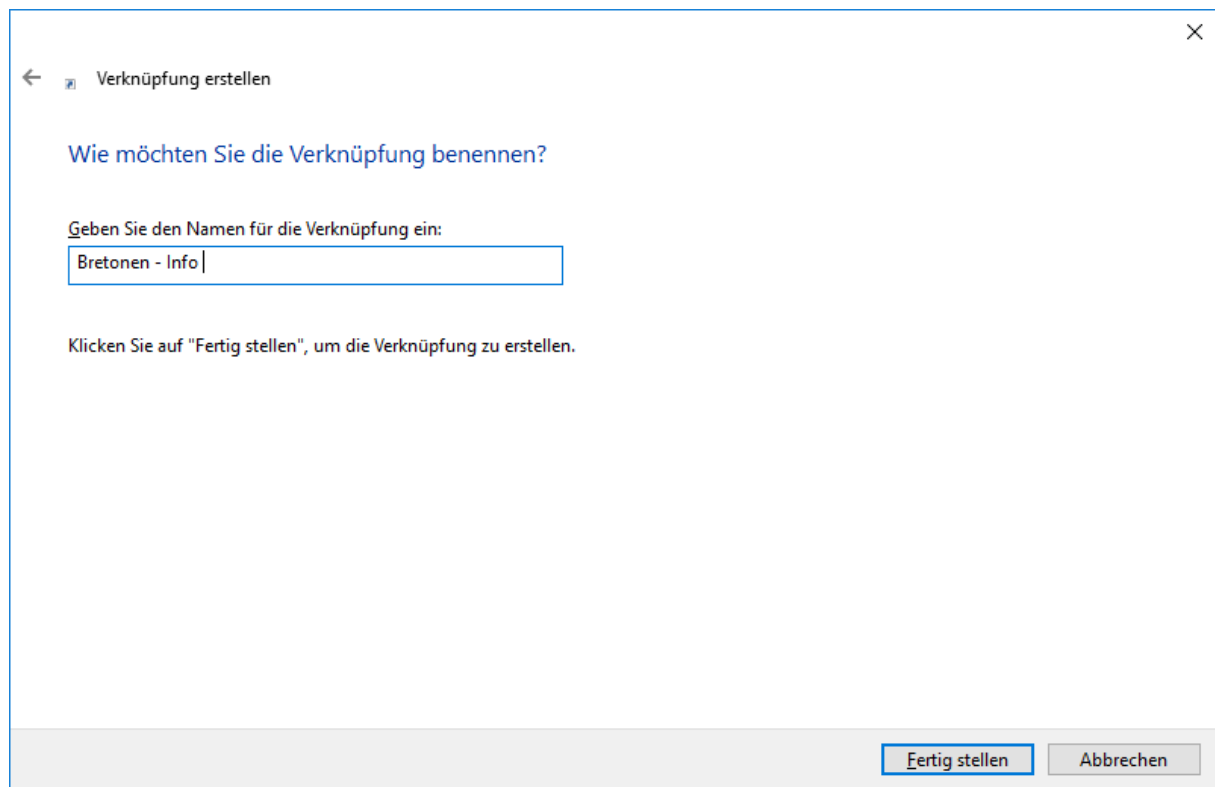 Verknüpfung erstellen
Wie möchten Sie die Verknüpfung benennen?
Geben Sie den Namen für die Verknüpfung ein:
Bretonen - Info
Klicken Sie auf "Fertig stellen", um die Verknüpfung zu erstellen.
Fertig stellen Abbrechen